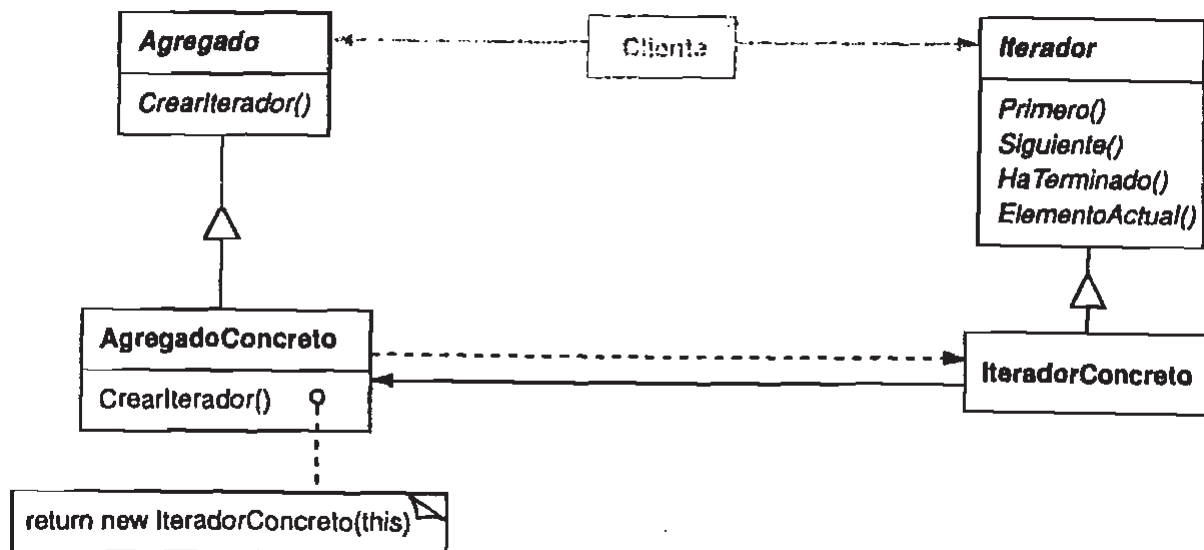 Agregado
CrearIterador()
Cliente
Iterador
Primero()
Siguiente()
HaTerminado()
ElementoActual()
AgregadoConcreto
CrearIterador()
IteradorConcreto
return new IteradorConcreto(this)